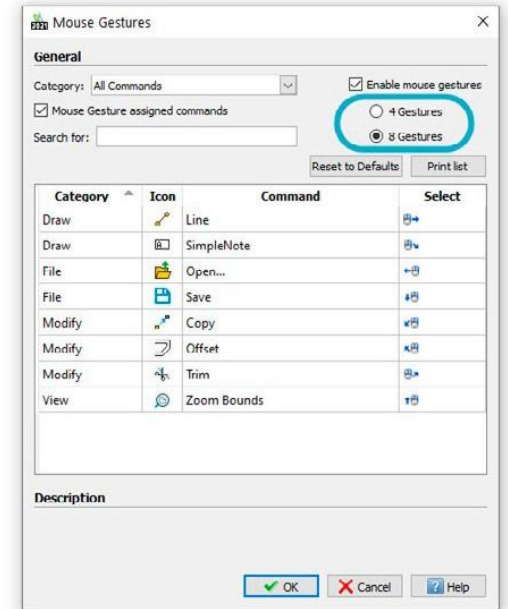 2021 Mouse Gestures
General
Category: All Commands
Enable mouse gestures
Mouse Gesture assigned commands
4 Gestures
Search for:
8 Gestures
Reset to Defaults Print list
Category Icon Command Select
Draw Line
Draw A SimpleNote
File Open...
File Save
Modify Copy
Modify Offset
Modify Trim
View Zoom Bounds
Description
OK Cancel ? Help